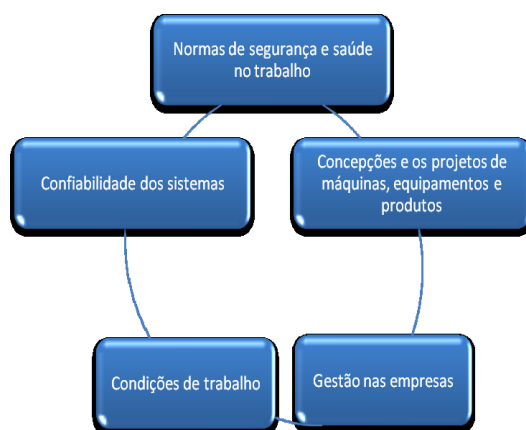 Normas de segurança e saúde
no trabalho
Confiabilidade dos sistemas
Concepções e os projetos de
máquinas, equipamentos e
produtos
Condições de trabalho
Gestão nas empresas